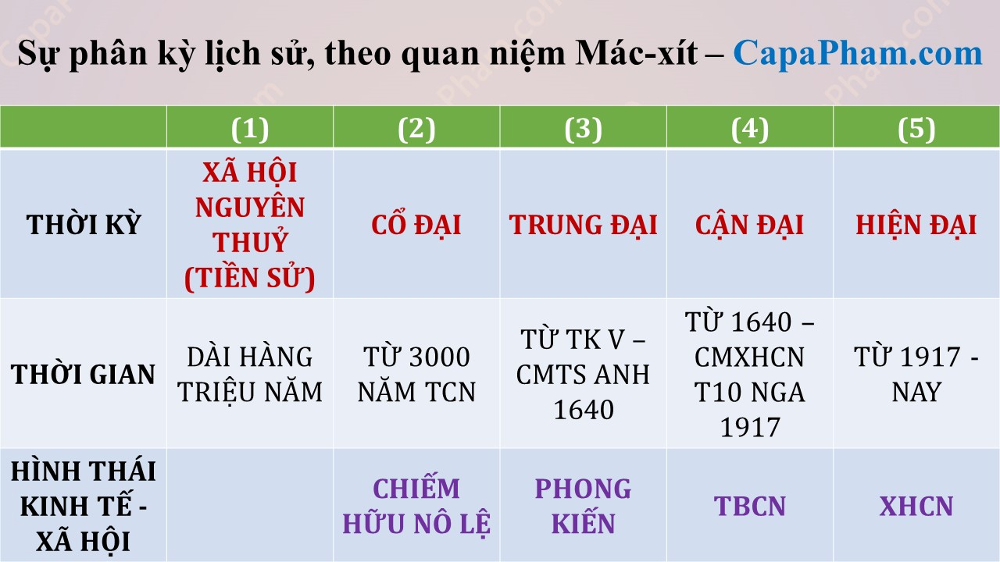 Sự phân kỳ lịch sử, theo quan niệm Mác-xít – CapaPham.com
(1) (2) (3) (4) (5)
THỜI KỲ
XÃ HỘI
NGUYÊN
THUỶ
(TIỀN SỬ)
CỔ ĐẠI
TRUNG ĐẠI
CẬN ĐẠI
HIỆN ĐẠI
THỜI GIAN
DÀI HÀNG
TRIỆU NĂM
TỪ 3000
NĂM TCN
TỪ TK V –
CMTS ANH
1640
TỪ 1640 –
CMXHCN
T10 NGA
1917
TỪ 1917 -
NAY
HÌNH THÁI
KINH TẾ -
XÃ HỘI
CHIẾM
HỮU NÔ LỆ
PHONG
KIẾN
TBCN
XHCN